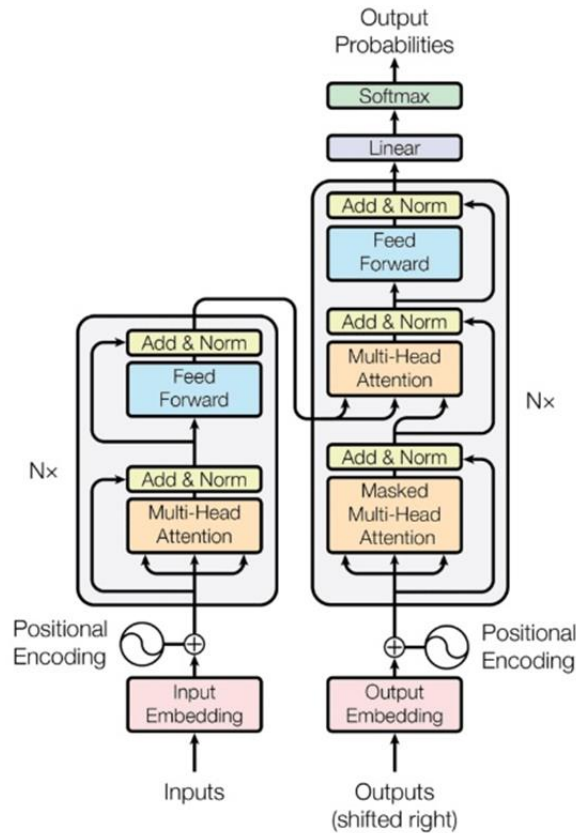 Output
Probabilities
Softmax
Linear
Add & Norm
Feed
Forward
Add & Norm
Multi-Head
Attention
Add & Norm
Masked
Multi-Head
Attention
N×
Add & Norm
Feed
Forward
Add & Norm
Multi-Head
Attention
N×
Positional
Encoding
Positional
Encoding
Input
Embedding
Output
Embedding
Inputs
Outputs
(shifted right)